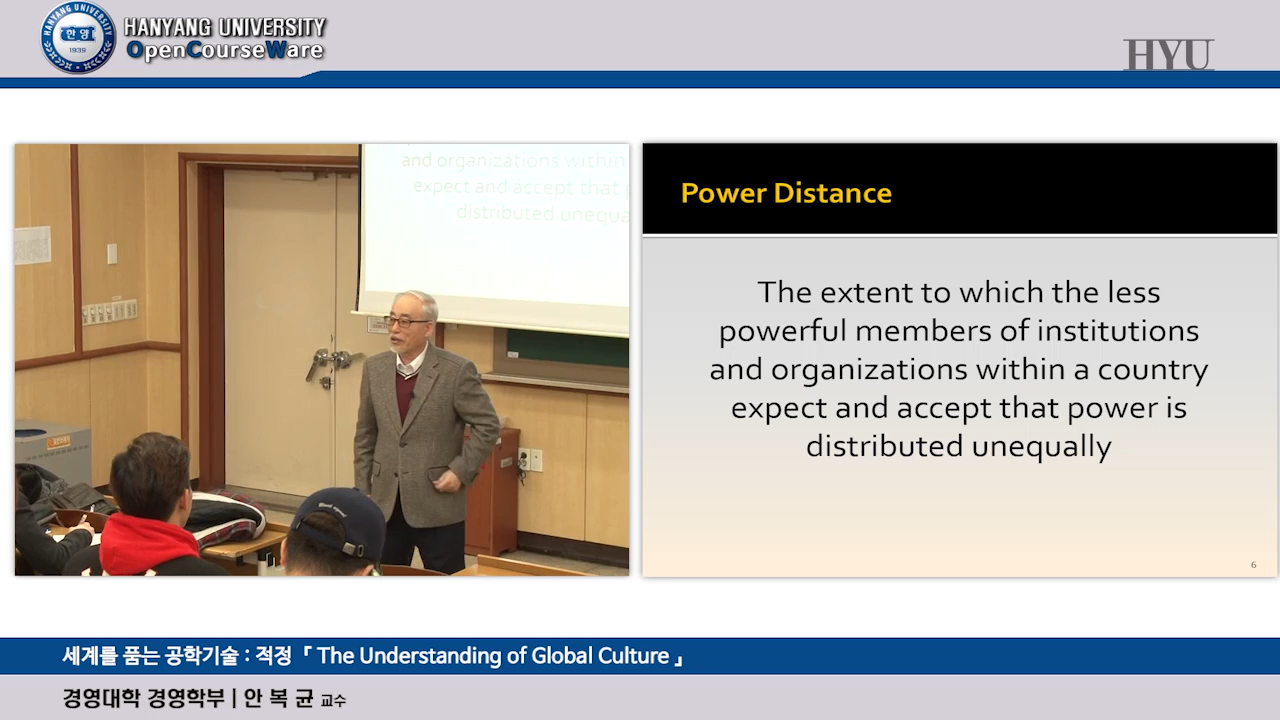 HANYANG UNIVERSITY
OpenCourseWare
한양
1939
HYU
and organizations within
expect and accept that
distributed unequa
Power Distance
The extent to which the less
powerful members of institutions
and organizations within a country
expect and accept that power is
distributed unequally
6
세계를 품는 공학기술 : 적정 「 The Understanding of Global Culture 」
경영대학 경영학부 | 안 복 균 교수